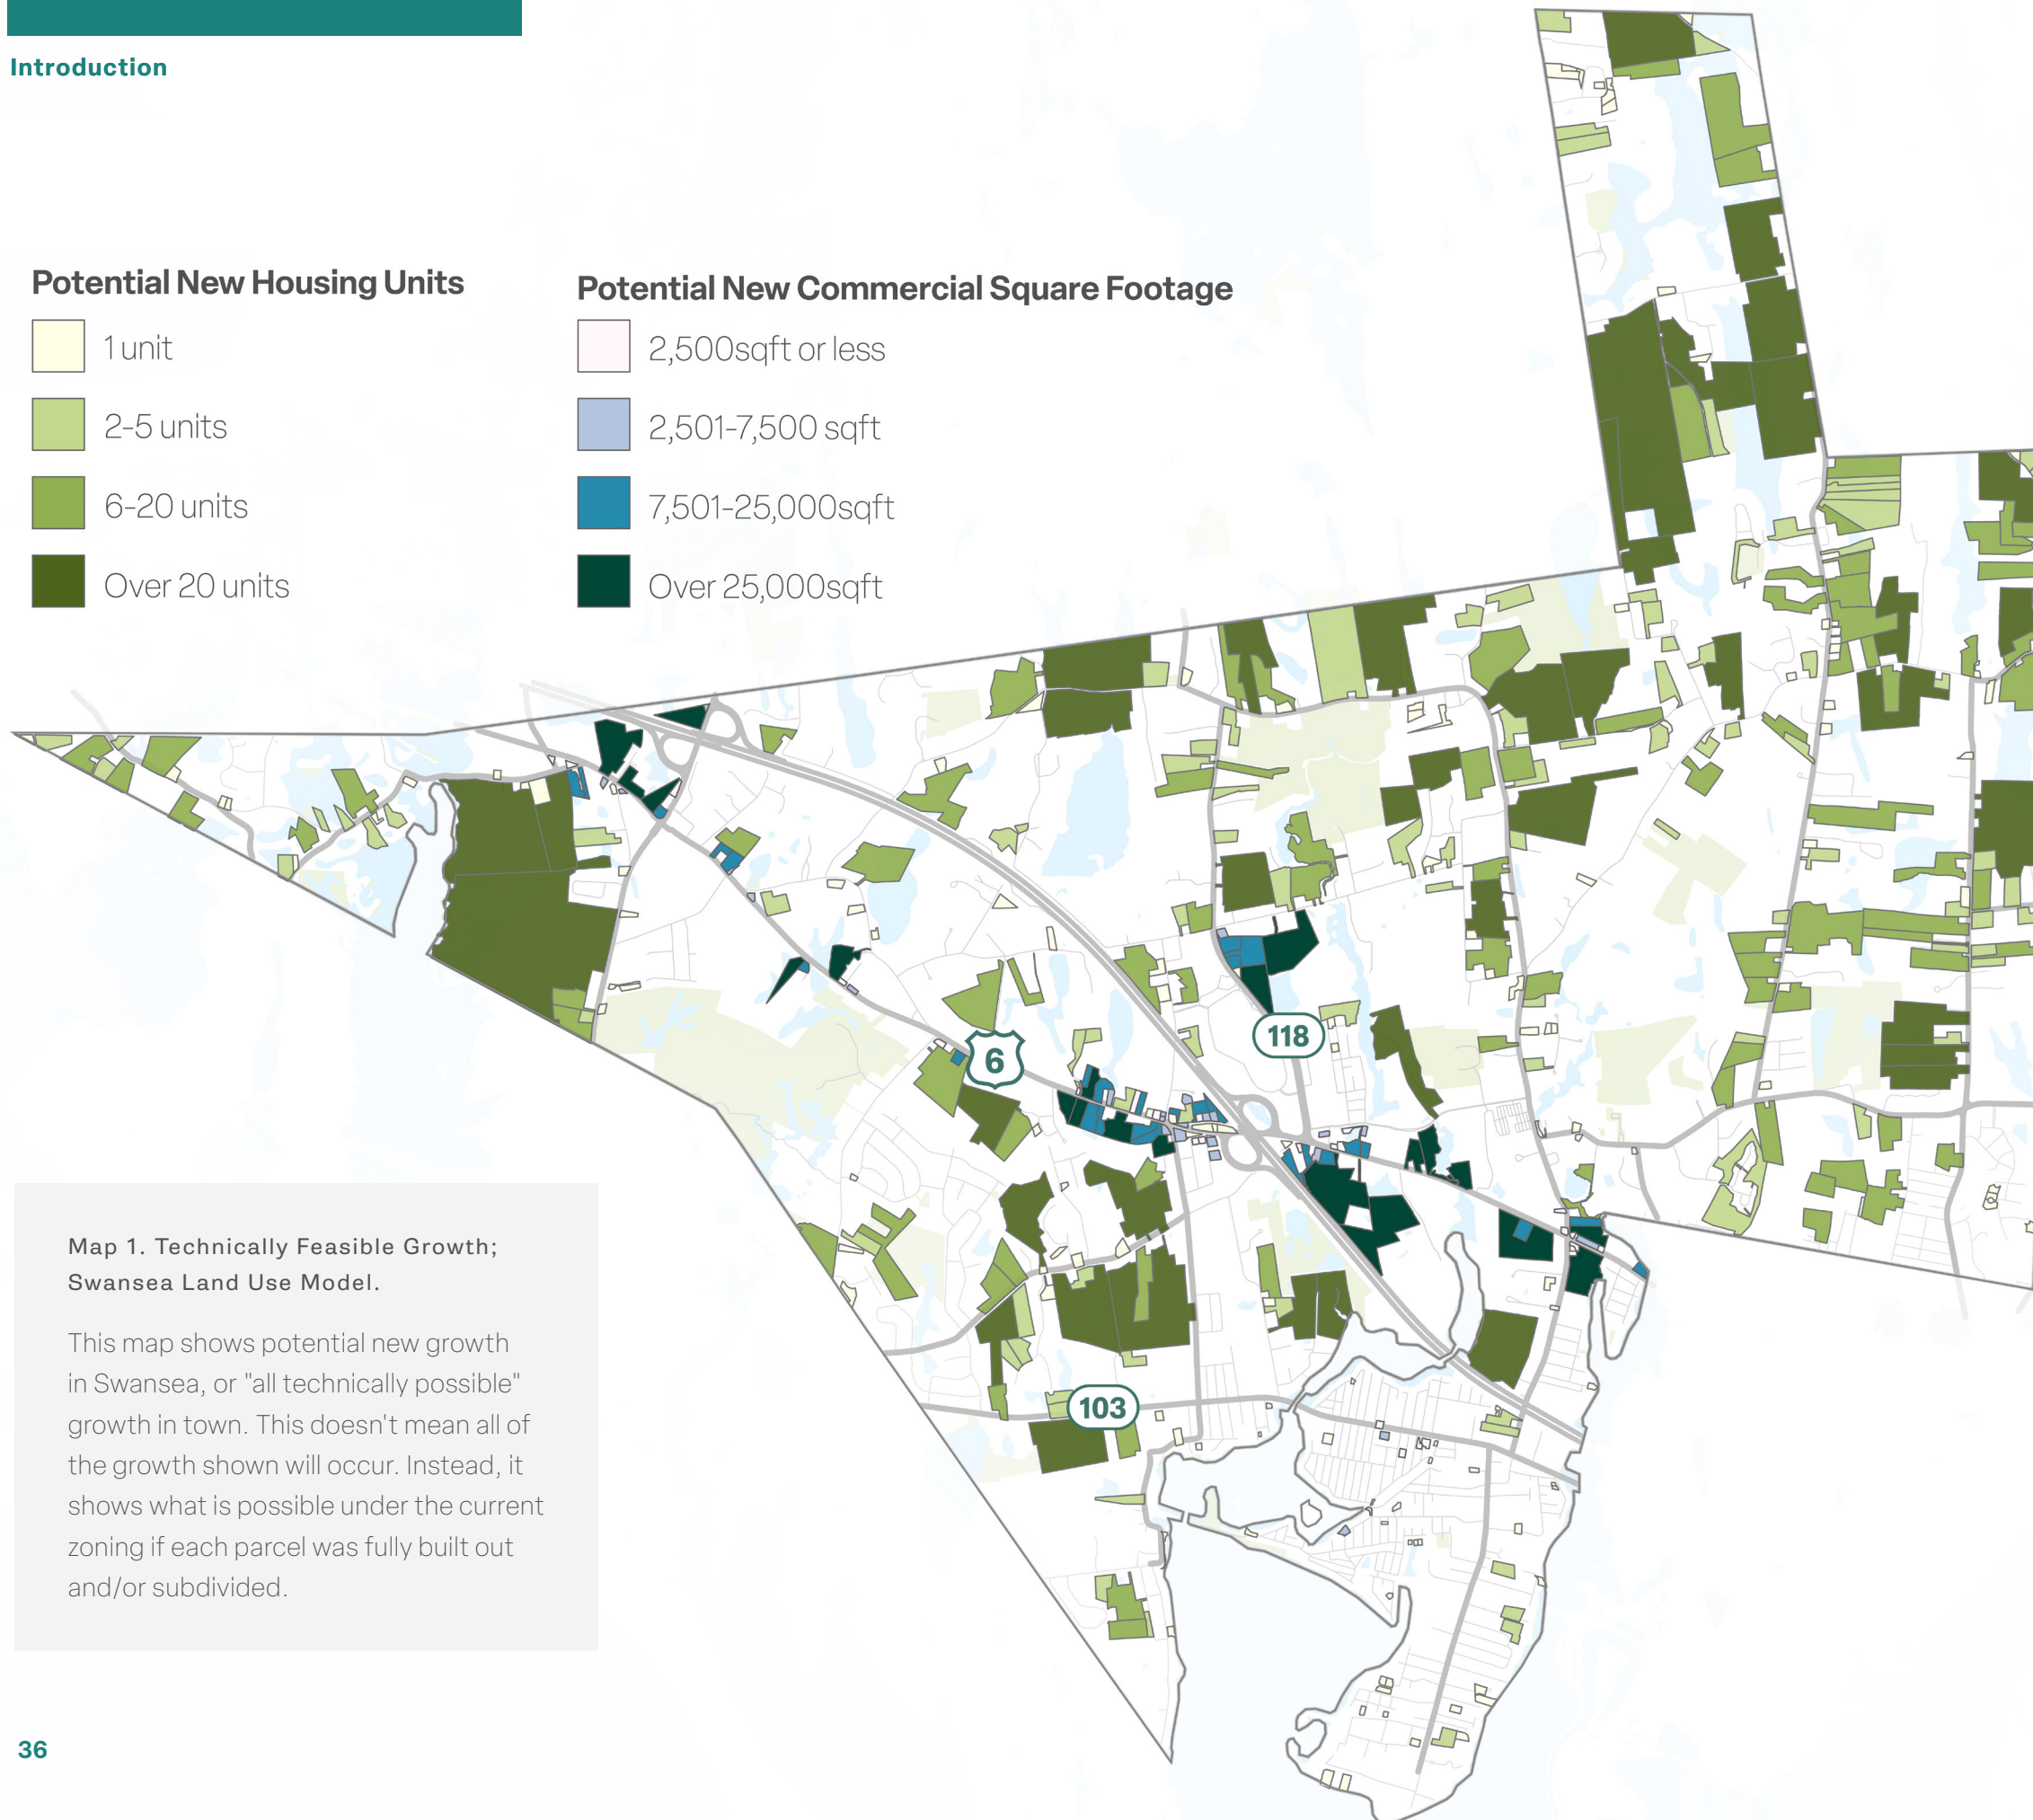 Introduction
Potential New Housing Units
1 unit
2-5 units
6-20 units
Over 20 units
Potential New Commercial Square Footage
2,500sqft or less
2,501-7,500 sqft
7,501-25,000sqft
Over 25,000sqft
118
6
103
Map 1. Technically Feasible Growth;
Swansea Land Use Model.
This map shows potential new growth
in Swansea, or "all technically possible"
growth in town. This doesn't mean all of
the growth shown will occur. Instead, it
shows what is possible under the current
zoning if each parcel was fully built out
and/or subdivided.
36